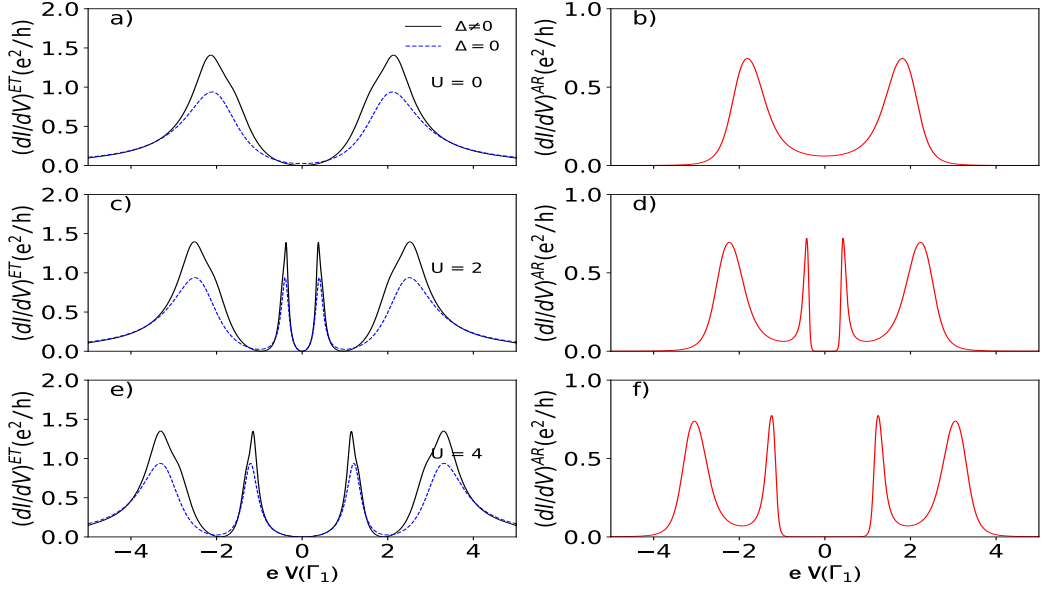 a)
Δ≠0
Δ = 0
U = 0
(dI/dV)^ET(e²/h)
2.0
1.5
1.0
0.5
0.0
b)
(dI/dV)^AR(e²/h)
1.0
0.5
0.0
c)
U = 2
(dI/dV)^ET(e²/h)
2.0
1.5
1.0
0.5
0.0
d)
(dI/dV)^AR(e²/h)
1.0
0.5
0.0
e)
U = 4
(dI/dV)^ET(e²/h)
2.0
1.5
1.0
0.5
0.0
−4 −2 0 2 4
e V(Γ₁)
f)
(dI/dV)^AR(e²/h)
1.0
0.5
0.0
−4 −2 0 2 4
e V(Γ₁)